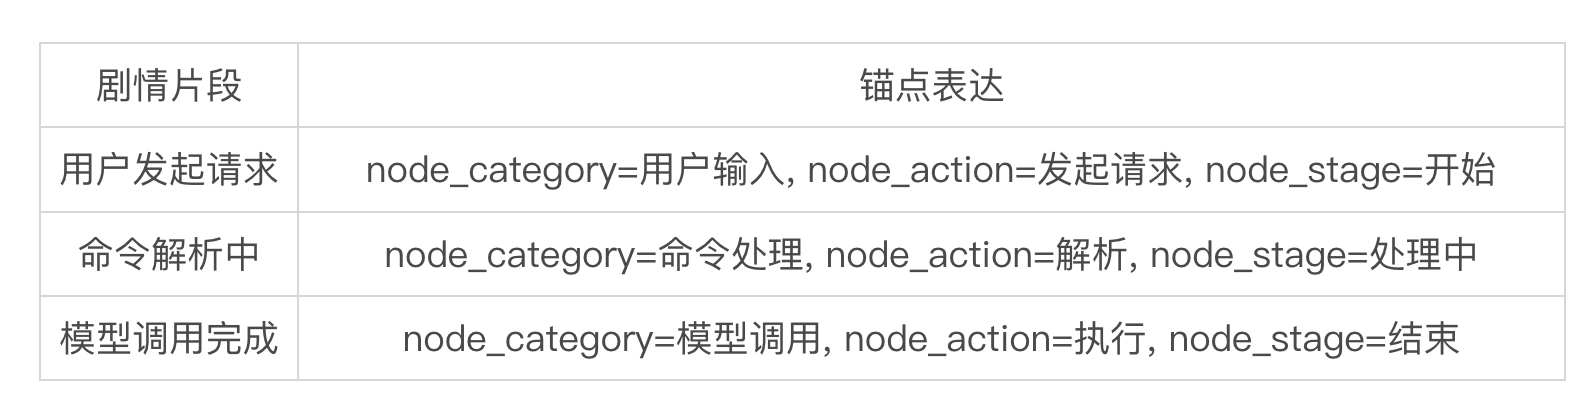 剧情片段 锚点表达
用户发起请求 node_category=用户输入, node_action=发起请求, node_stage=开始
命令解析中 node_category=命令处理, node_action=解析, node_stage=处理中
模型调用完成 node_category=模型调用, node_action=执行, node_stage=结束